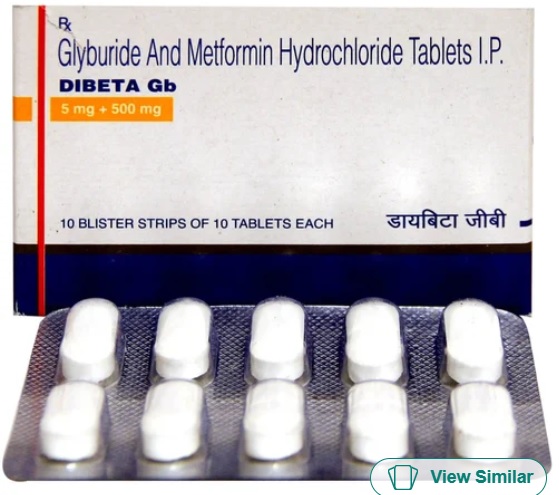 Rx
Glyburide And Metformin Hydrochloride Tablets I.P.
DIBETA Gb
5 mg + 500 mg
10 BLISTER STRIPS OF 10 TABLETS EACH
डायबिटा जीबी
View Similar